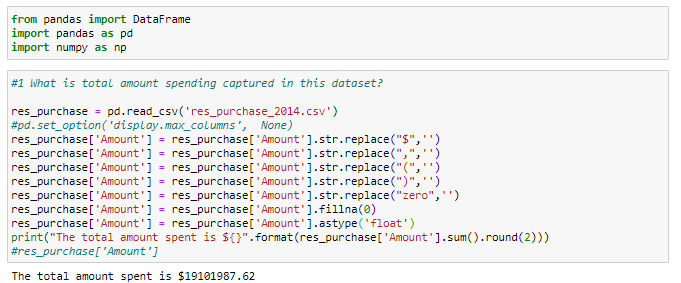 from pandas import DataFrame
import pandas as pd
import numpy as np
#1 What is total amount spending captured in this dataset?
res_purchase = pd.read_csv('res_purchase_2014.csv')
#pd.set_option('display.max_columns',  None)
res_purchase['Amount'] = res_purchase['Amount'].str.replace("$",'')
res_purchase['Amount'] = res_purchase['Amount'].str.replace(",",'')
res_purchase['Amount'] = res_purchase['Amount'].str.replace("(",'')
res_purchase['Amount'] = res_purchase['Amount'].str.replace(")",'')
res_purchase['Amount'] = res_purchase['Amount'].str.replace("zero",'')
res_purchase['Amount'] = res_purchase['Amount'].fillna(0)
res_purchase['Amount'] = res_purchase['Amount'].astype('float')
print("The total amount spent is ${}".format(res_purchase['Amount'].sum().round(2)))
#res_purchase['Amount']
The total amount spent is $19101987.62